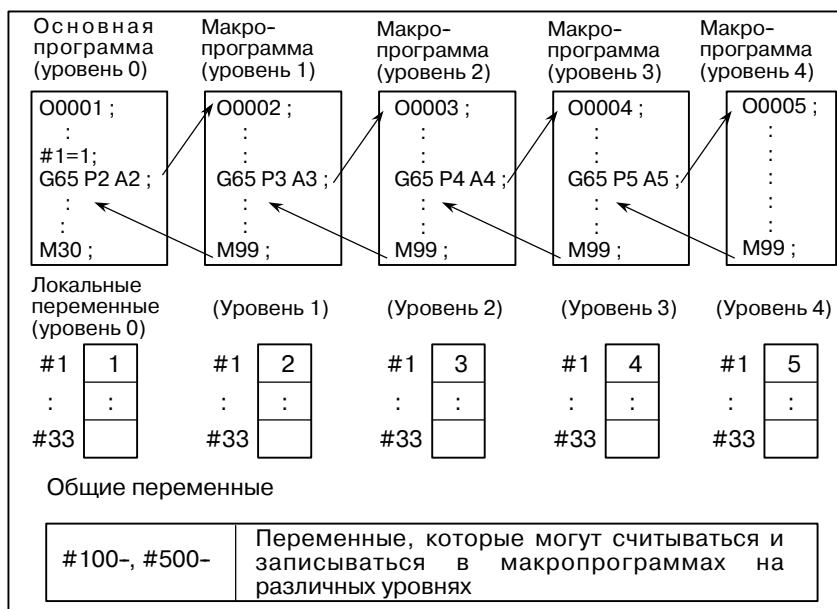 Основная программа (уровень 0)
Макро-программа (уровень 1)
Макро-программа (уровень 2)
Макро-программа (уровень 3)
Макро-программа (уровень 4)
O0001 ;
:
#1=1;
G65 P2 A2 ;
:
:
M30 ;
O0002 ;
:
:
G65 P3 A3 ;
:
:
M99 ;
O0003 ;
:
:
G65 P4 A4 ;
:
:
M99 ;
O0004 ;
:
:
G65 P5 A5 ;
:
:
M99 ;
O0005 ;
:
:
:
:
:
M99 ;
Локальные переменные (уровень 0)
(Уровень 1)
(Уровень 2)
(Уровень 3)
(Уровень 4)
#1 1
: :
#33
#1 2
: :
#33
#1 3
: :
#33
#1 4
: :
#33
#1 5
: :
#33
Общие переменные
#100-, #500-
Переменные, которые могут считываться и
записываться в макропрограммах на
различных уровнях